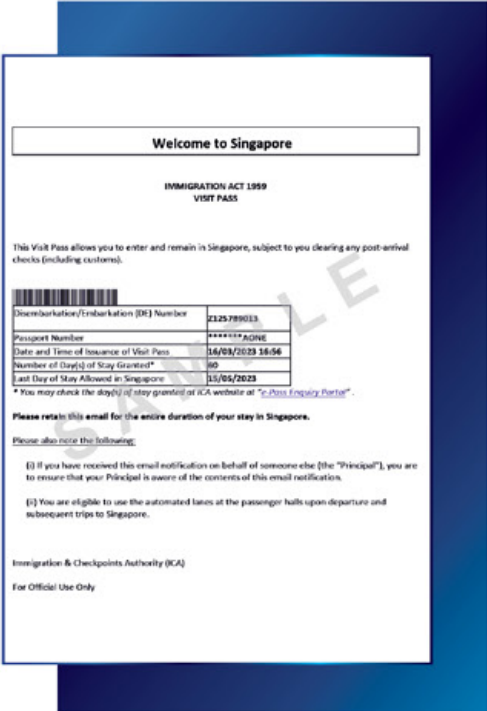 Welcome to Singapore
IMMIGRATION ACT 1959
VISIT PASS
This Visit Pass allows you to enter and remain in Singapore, subject to you clearing any post-arrival
checks (including customs).
Disembarkation/Embarkation (DE) Number Z125789013
Passport Number *******AONE
Date and Time of Issuance of Visit Pass 16/03/2023 16:56
Number of Day(s) of Stay Granted* 60
Last Day of Stay Allowed in Singapore 15/05/2023
* You may check the day(s) of stay granted at ICA website at "e-Pass Enquiry Portal" .
Please retain this email for the entire duration of your stay in Singapore.
Please also note the following:
(i) If you have received this email notification on behalf of someone else (the "Principal"), you are
to ensure that your Principal is aware of the contents of this email notification.
(ii) You are eligible to use the automated lanes at the passenger halls upon departure and
subsequent trips to Singapore.
Immigration & Checkpoints Authority (ICA)
For Official Use Only
SAMPLE